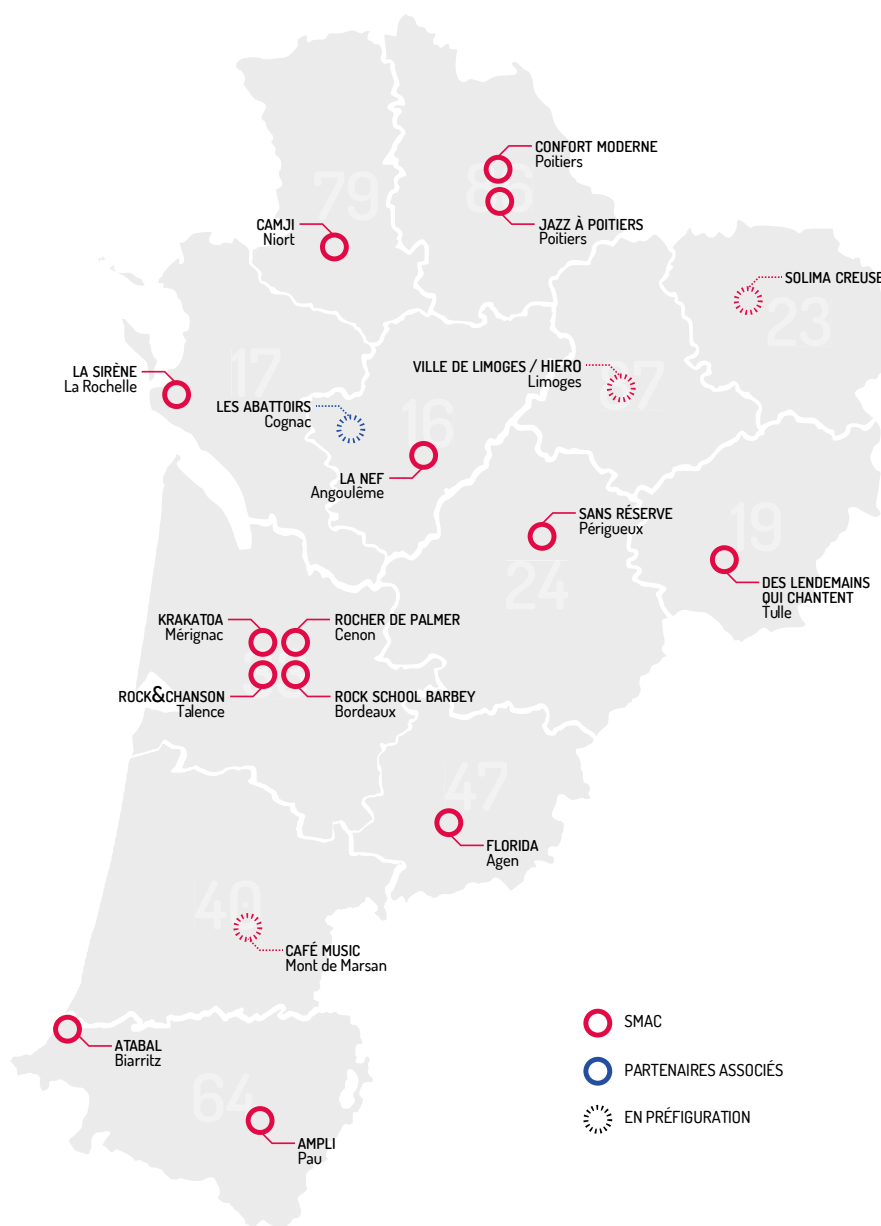 CONFORT MODERNE
Poitiers
79
86
JAZZ À POITIERS
Poitiers
CAMJI
Niort
SOLIMA CREUSE
23
17
LA SIRÈNE
La Rochelle
VILLE DE LIMOGES / HIERO
Limoges
87
LES ABATTOIRS
Cognac
16
LA NEF
Angoulême
SANS RÉSERVE
Périgueux
19
24
DES LENDEMAINS
QUI CHANTENT
Tulle
KRAKATOA
Mérignac
ROCHER DE PALMER
Cenon
ROCK&CHANSON
Talence
ROCK SCHOOL BARBEY
Bordeaux
47
FLORIDA
Agen
40
CAFÉ MUSIC
Mont de Marsan
SMAC
ATABAL
Biarritz
PARTENAIRES ASSOCIÉS
64
EN PRÉFIGURATION
AMPLI
Pau